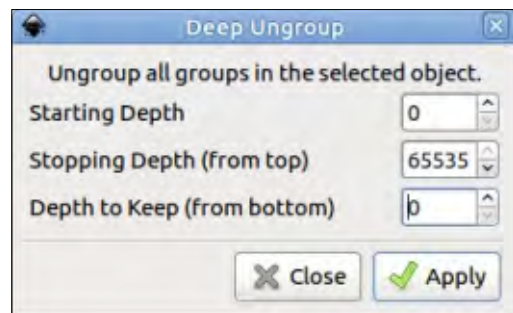 Deep Ungroup
Ungroup all groups in the selected object.
Starting Depth 0
Stopping Depth (from top) 65535
Depth to Keep (from bottom) 0
Close Apply